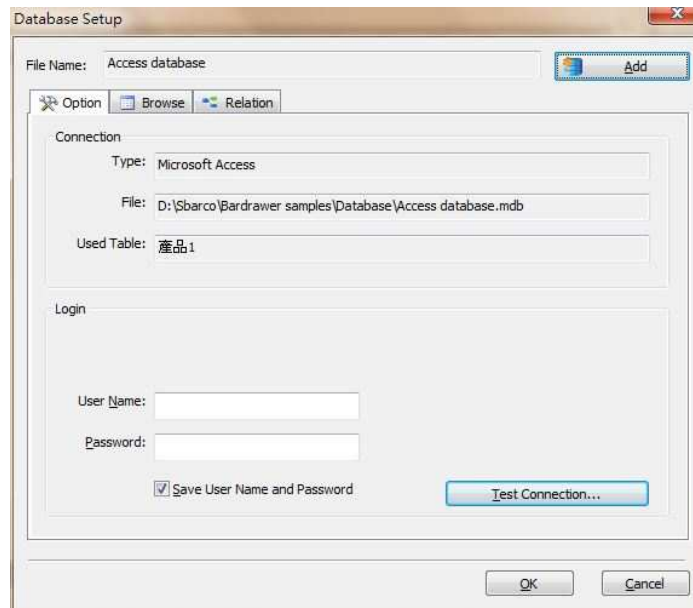 Database Setup
File Name: Access database
Add
Option Browse Relation
Connection
Type: Microsoft Access
File: D:\Sbarco\Bardrawer samples\Database\Access database.mdb
Used Table: 產品1
Login
User Name:
Password:
Save User Name and Password
Test Connection...
OK Cancel